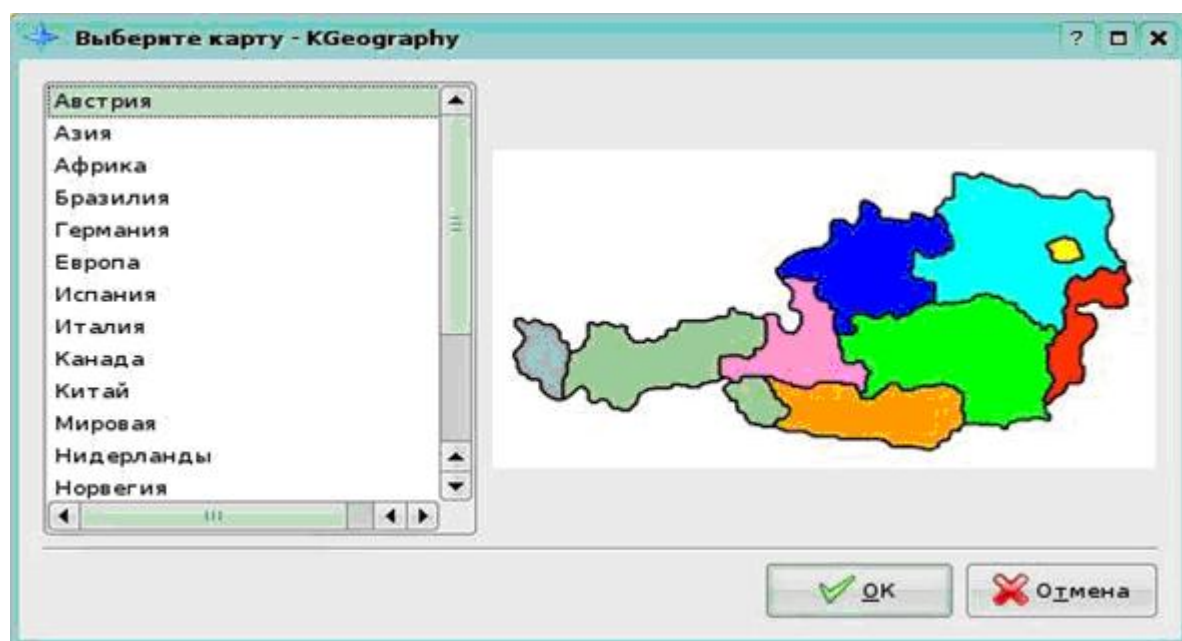 Выберите карту - KGeography
Австрия
Азия
Африка
Бразилия
Германия
Европа
Испания
Италия
Канада
Китай
Мировая
Нидерланды
Норвегия
OK
Отмена